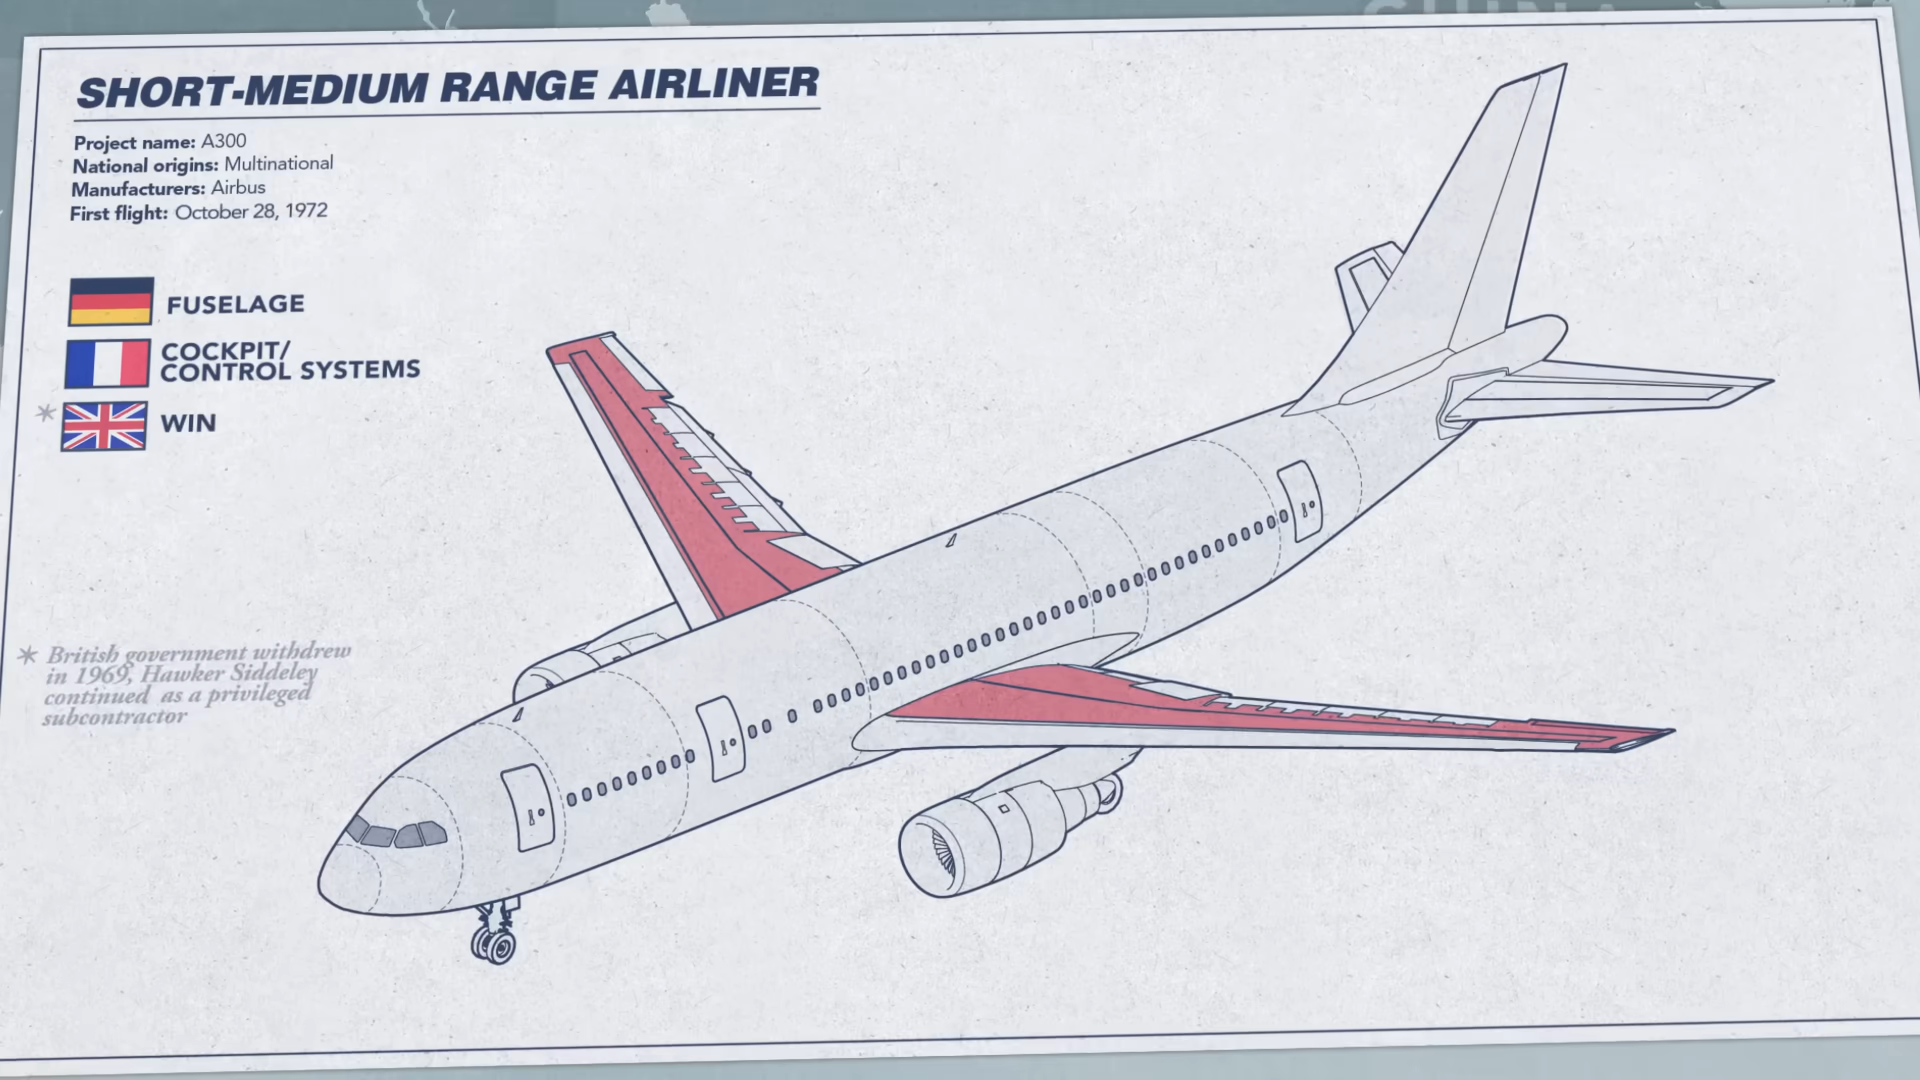 CHINA
SHORT-MEDIUM RANGE AIRLINER
Project name: A300
National origins: Multinational
Manufacturers: Airbus
First flight: October 28, 1972
FUSELAGE
COCKPIT/
CONTROL SYSTEMS
* WIN
* British government withdrew
in 1969, Hawker Siddeley
continued as a privileged
subcontractor